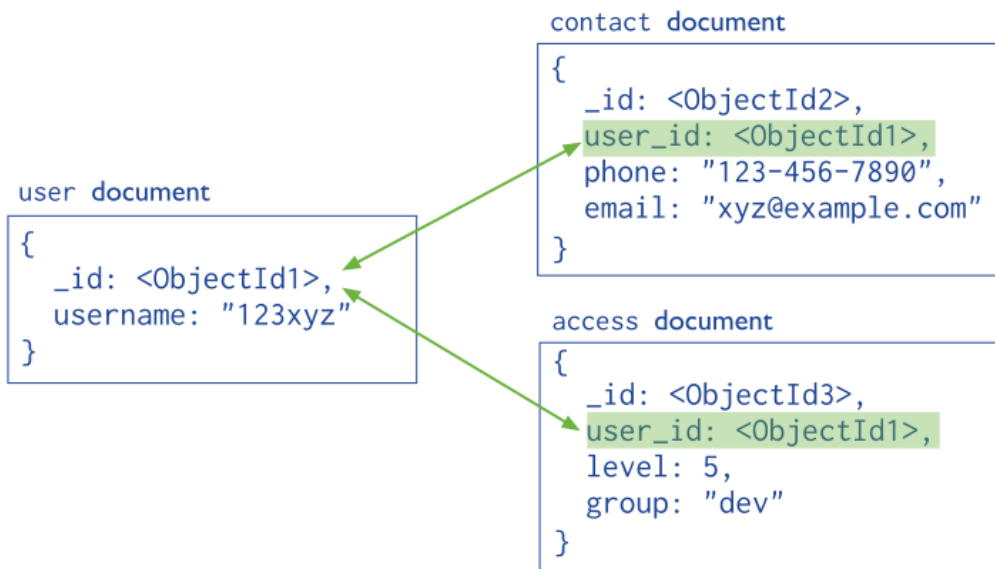 contact document
{
_id: <ObjectId2>,
user_id: <ObjectId1>,
phone: "123-456-7890",
email: "xyz@example.com"
}
user document
{
_id: <ObjectId1>,
username: "123xyz"
}
access document
{
_id: <ObjectId3>,
user_id: <ObjectId1>,
level: 5,
group: "dev"
}